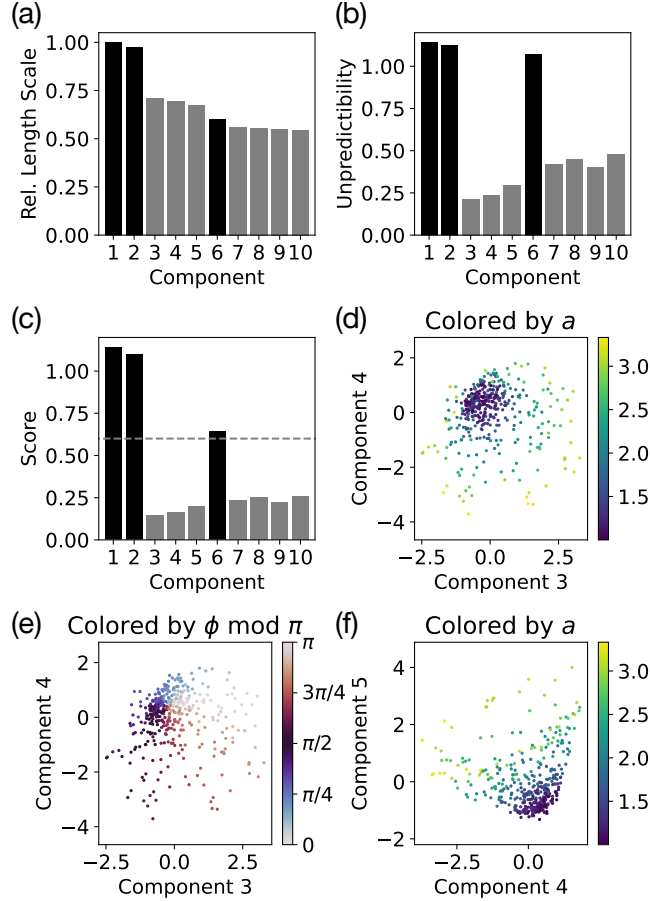 (a)
Rel. Length Scale
1.00
0.75
0.50
0.25
0.00
1 2 3 4 5 6 7 8 9 10
Component
(b)
Unpredictibility
1.00
0.75
0.50
0.25
0.00
1 2 3 4 5 6 7 8 9 10
Component
(c)
Score
1.00
0.75
0.50
0.25
0.00
1 2 3 4 5 6 7 8 9 10
Component
(d)
Colored by a
Component 4
2
0
−2
−4
−2.5 0.0 2.5
Component 3
3.0
2.5
2.0
1.5
(e)
Colored by ϕ mod π
Component 4
2
0
−2
−4
−2.5 0.0 2.5
Component 3
π
3π/4
π/2
π/4
0
(f)
Colored by a
Component 5
4
2
0
−2
−2.5 0.0
Component 4
3.0
2.5
2.0
1.5